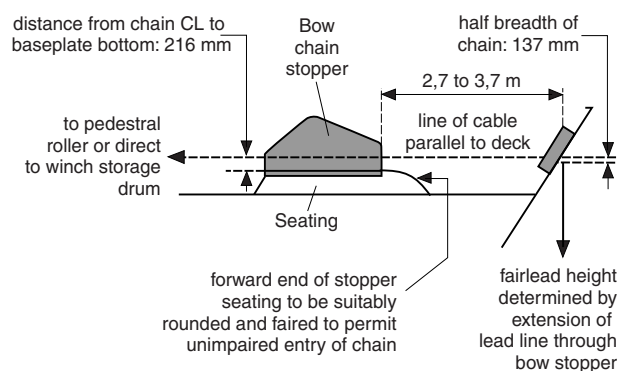 distance from chain CL to
baseplate bottom: 216 mm
Bow
chain
stopper
half breadth of
chain: 137 mm
2,7 to 3,7 m
to pedestral
roller or direct
to winch storage
drum
line of cable
parallel to deck
Seating
forward end of stopper
seating to be suitably
rounded and faired to permit
unimpaired entry of chain
fairlead height
determined by
extension of
lead line through
bow stopper